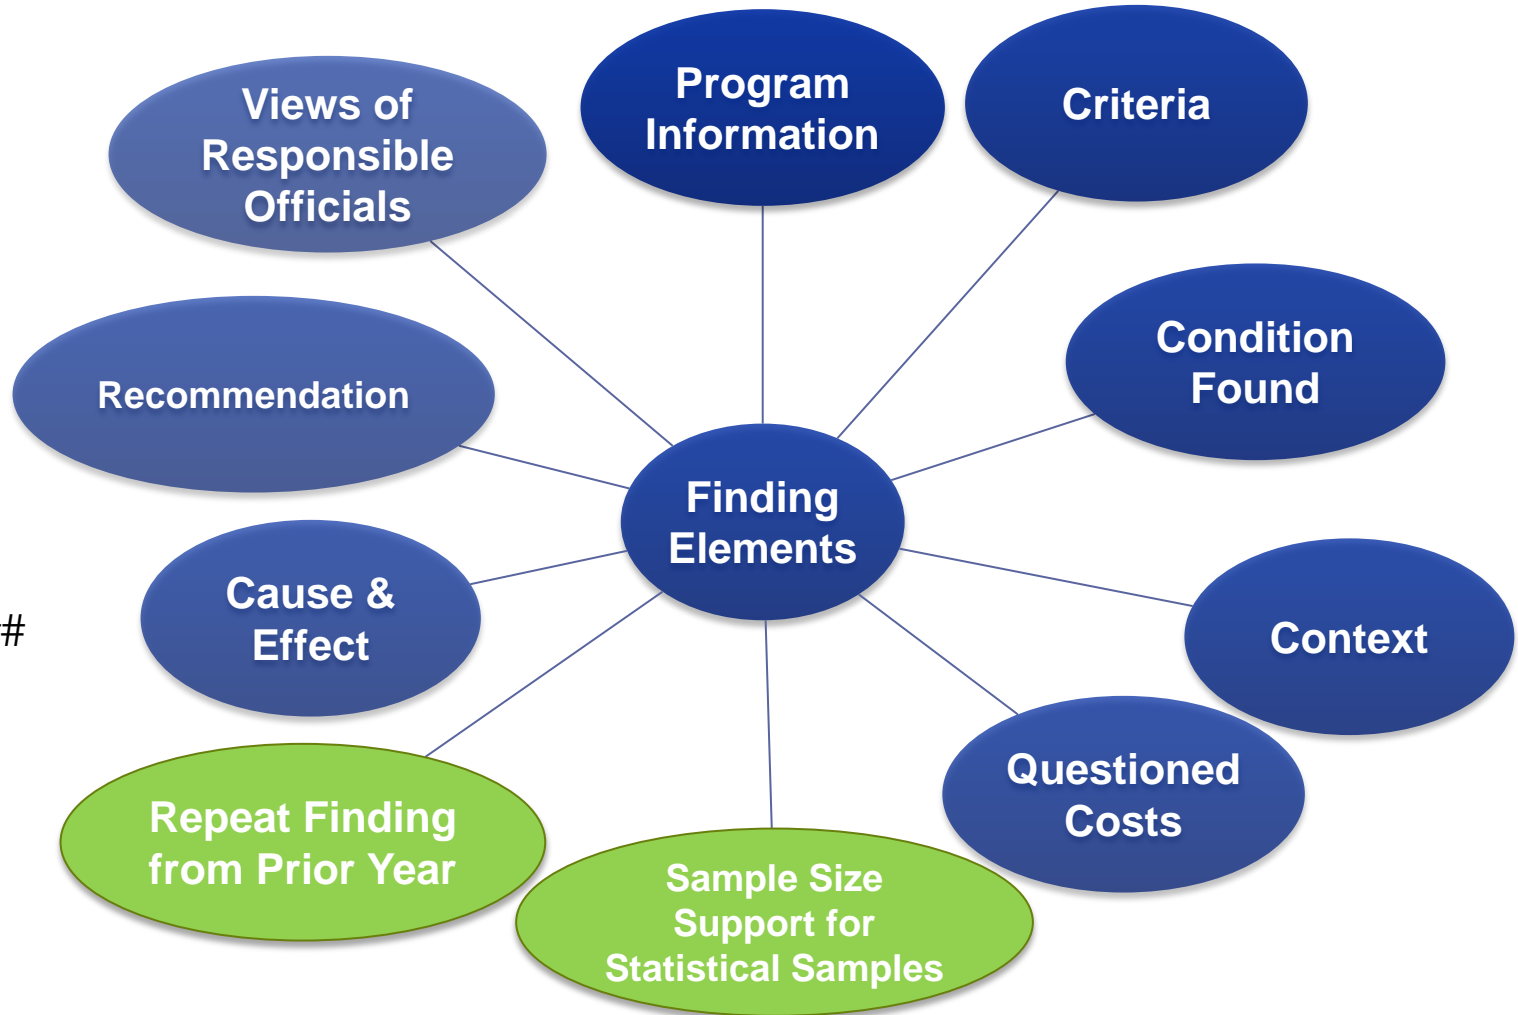 Program
Information
Criteria
Views of
Responsible
Officials
Condition
Found
Recommendation
Finding
Elements
Cause &
Effect
#
Context
Questioned
Costs
Repeat Finding
from Prior Year
Sample Size
Support for
Statistical Samples